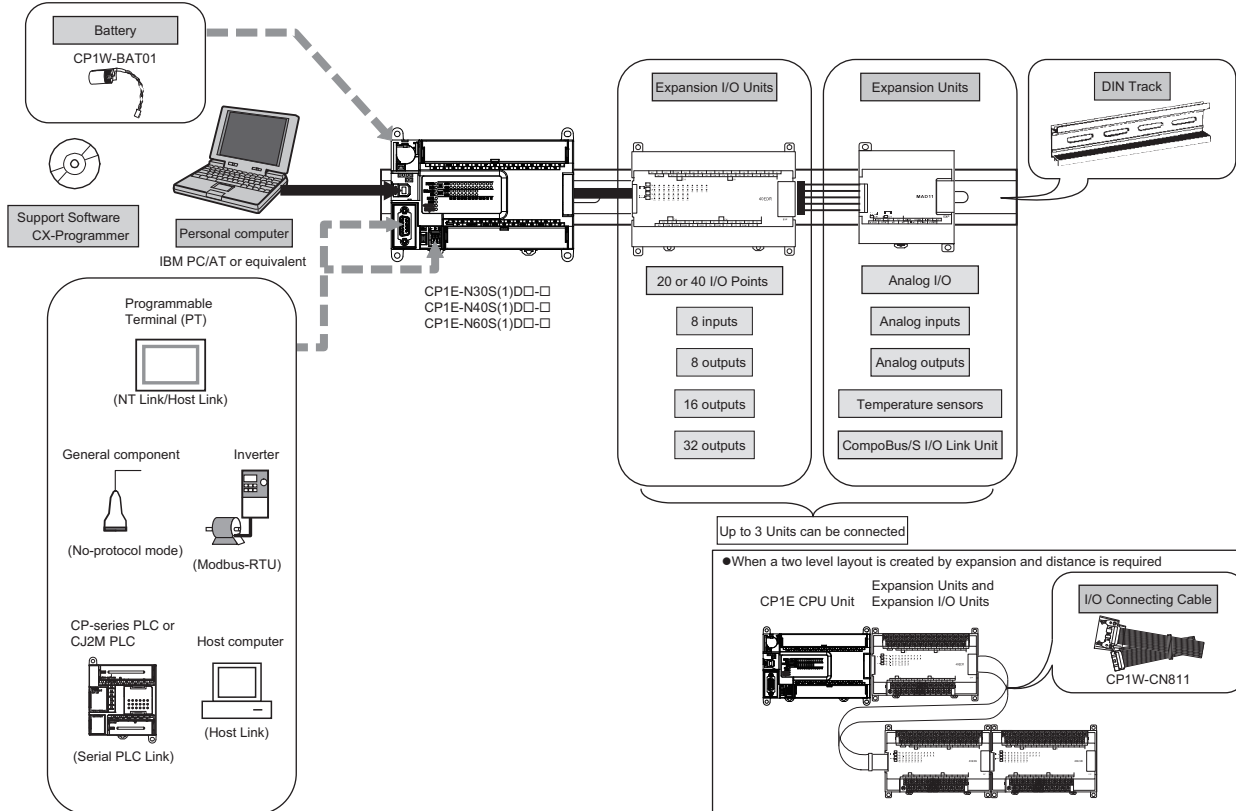 Battery
CP1W-BAT01
Support Software
CX-Programmer
Personal computer
IBM PC/AT or equivalent
CP1E-N30S(1)D□-□
CP1E-N40S(1)D□-□
CP1E-N60S(1)D□-□
Programmable
Terminal (PT)
(NT Link/Host Link)
General component
(No-protocol mode)
Inverter
(Modbus-RTU)
CP-series PLC or
CJ2M PLC
(Serial PLC Link)
Host computer
(Host Link)
Expansion I/O Units
40EDR
20 or 40 I/O Points
8 inputs
8 outputs
16 outputs
32 outputs
Expansion Units
MAD11
Analog I/O
Analog inputs
Analog outputs
Temperature sensors
CompoBus/S I/O Link Unit
DIN Track
Up to 3 Units can be connected
●When a two level layout is created by expansion and distance is required
CP1E CPU Unit
Expansion Units and
Expansion I/O Units
I/O Connecting Cable
CP1W-CN811